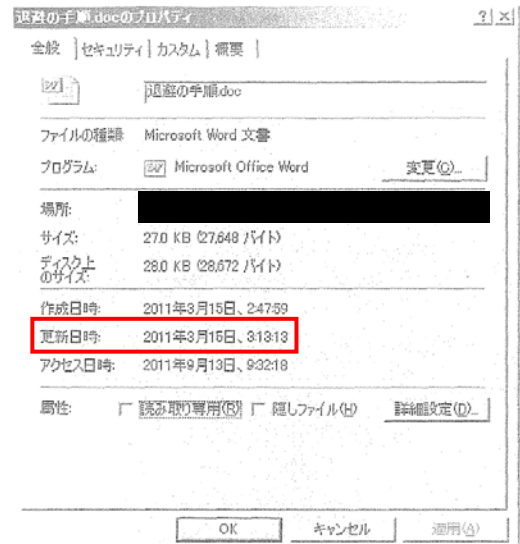 退避の手順.docのプロパティ
全般 セキュリティ カスタム 概要
退避の手順.doc
ファイルの種類: Microsoft Word 文書
プログラム: Microsoft Office Word 変更(C)...
場所:
サイズ: 27.0 KB (27,648 バイト)
ディスク上
のサイズ: 28.0 KB (28,672 バイト)
作成日時: 2011年3月15日、2:47:59
更新日時: 2011年3月15日、3:13:13
アクセス日時: 2011年9月13日、9:32:18
属性: 読み取り専用(R) 隠しファイル(H) 詳細設定(D)...
OK キャンセル 適用(A)